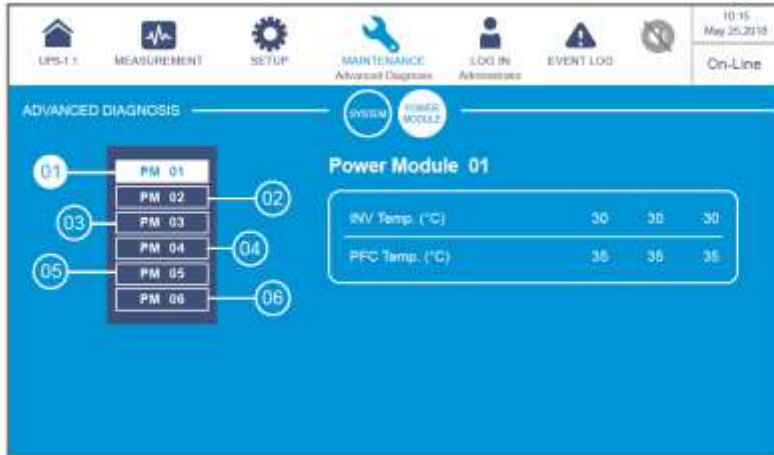 10:15
May 25,2018
UPS-1 1
MEASUREMENT
SETUP
MAINTENANCE
Advanced Diagnosis
LOG IN
Administrator
EVENT LOG
On-Line
ADVANCED DIAGNOSIS
SYSTEM
POWER MODULE
Power Module 01
01
PM 01
PM 02
02
03
PM 03
PM 04
04
05
PM 05
PM 06
06
INV Temp. (°C) 30 30 30
PFC Temp. (°C) 35 35 35